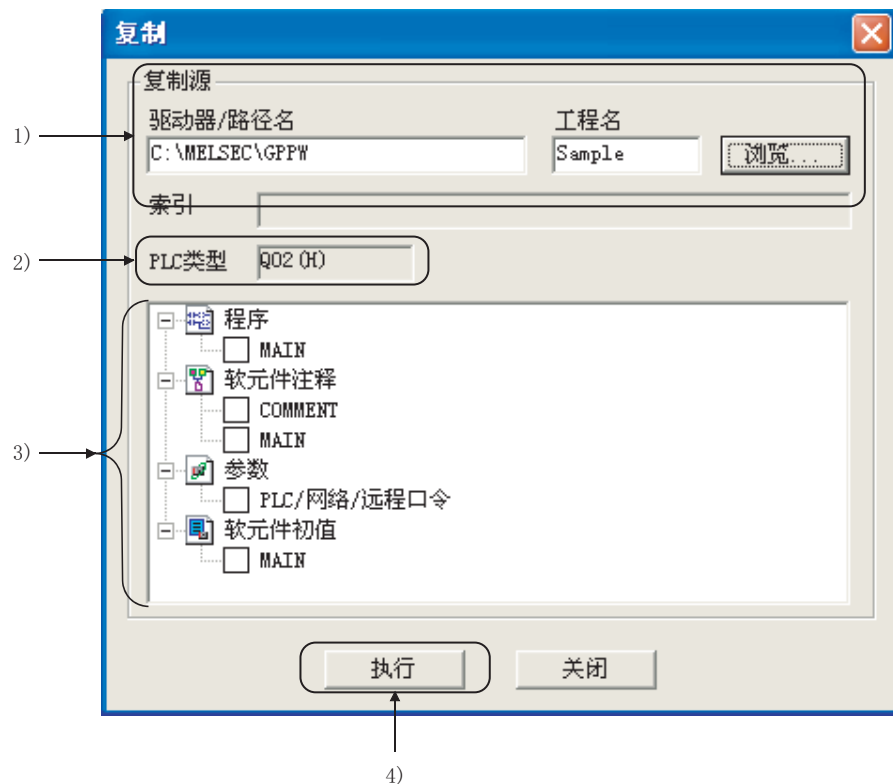 复制
复制源
1) 驱动器/路径名 工程名
C:\MELSEC\GPPW Sample 浏览...
索引
2) PLC类型 Q02(H)
程序
MAIN
软元件注释
COMMENT
3) MAIN
参数
PLC/网络/远程口令
软元件初值
MAIN
执行 关闭
4)